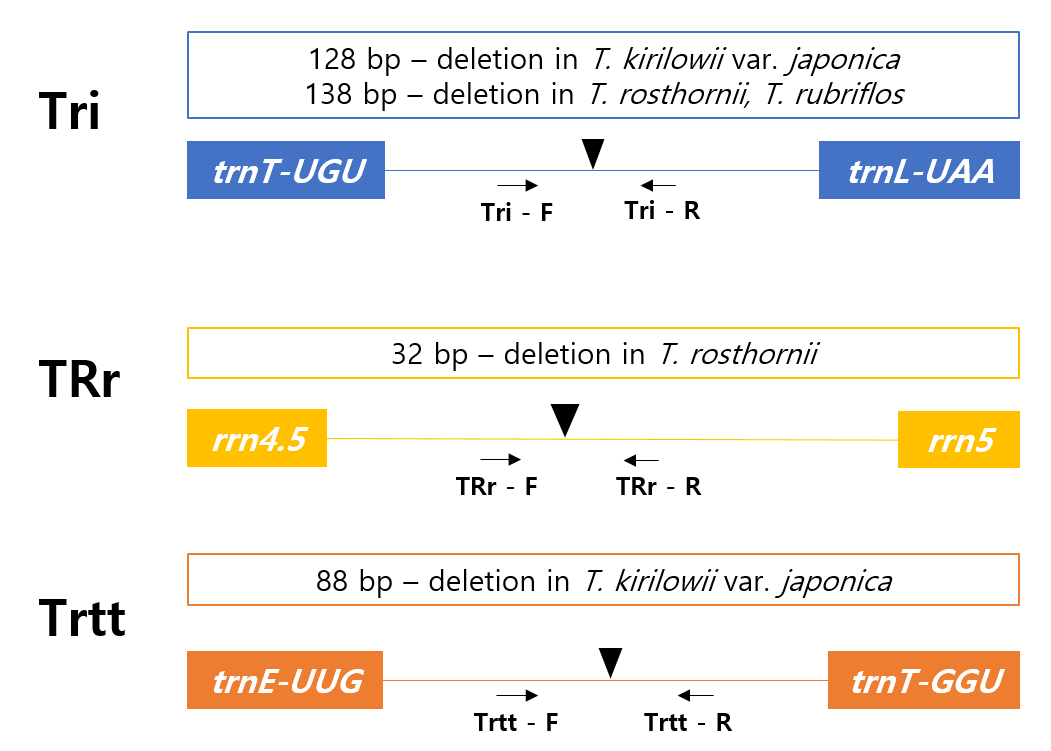 Tri
128 bp – deletion in T. kirilowii var. japonica
138 bp – deletion in T. rosthornii, T. rubriflos
trnT-UGU
trnL-UAA
Tri - F
Tri - R
TRr
32 bp – deletion in T. rosthornii
rrn4.5
rrn5
TRr - F
TRr - R
Trtt
88 bp – deletion in T. kirilowii var. japonica
trnE-UUG
trnT-GGU
Trtt - F
Trtt - R